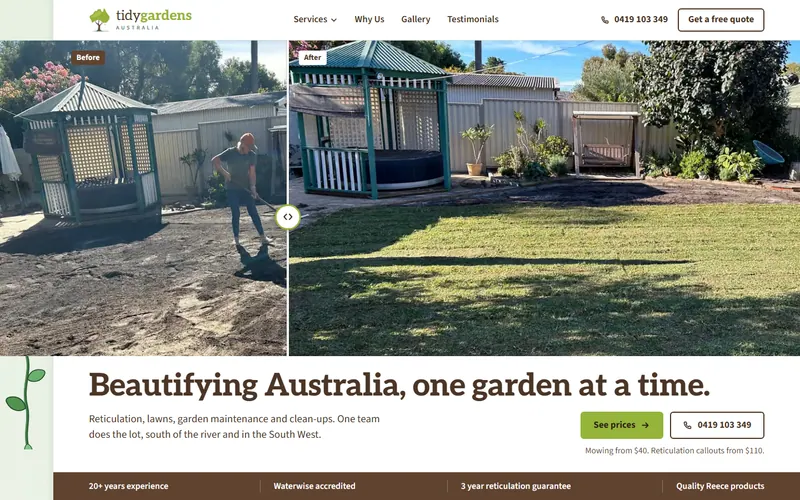 tidygardens
AUSTRALIA
Services
Why Us
Gallery
Testimonials
0419 103 349
Get a free quote
Before
After
Beautifying Australia, one garden at a time.
Reticulation, lawns, garden maintenance and clean-ups. One team
does the lot, south of the river and in the South West.
See prices
0419 103 349
Mowing from $40. Reticulation callouts from $110.
20+ years experience
Waterwise accredited
3 year reticulation guarantee
Quality Reece products